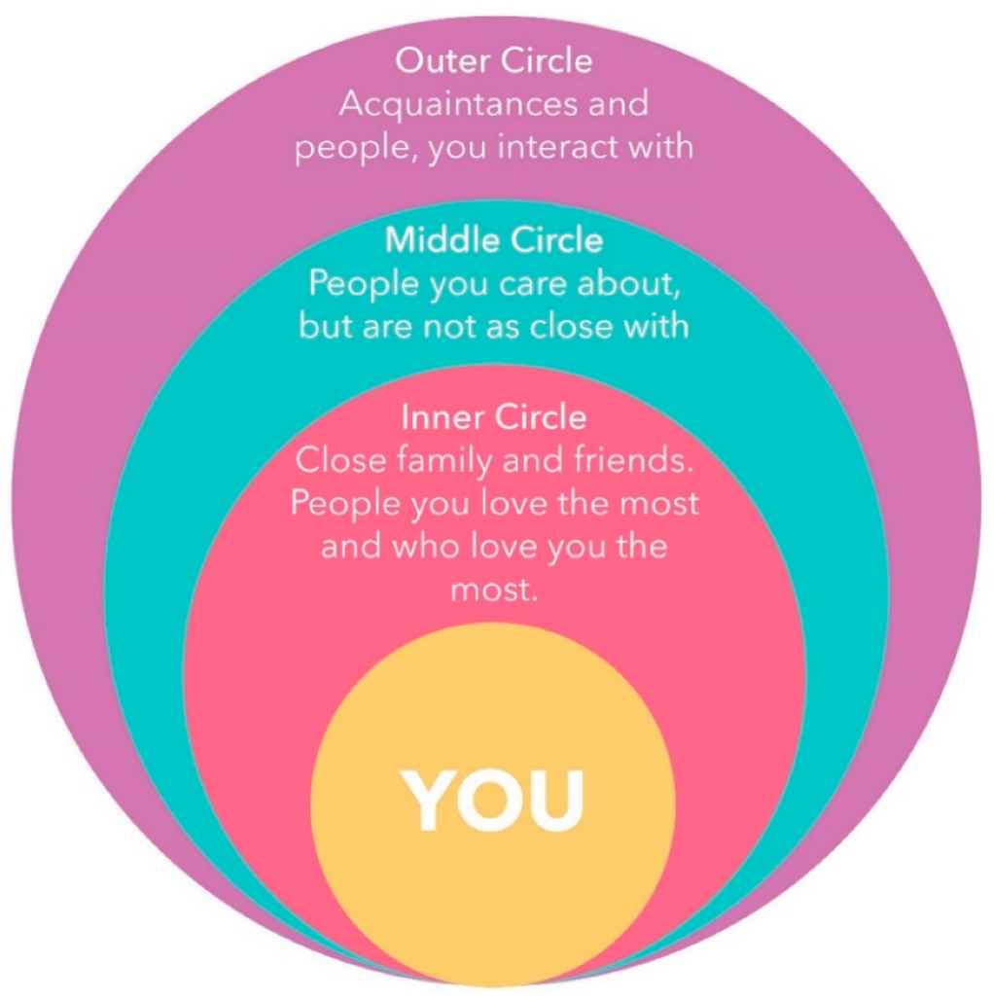 Outer Circle
Acquaintances and
people, you interact with
Middle Circle
People you care about,
but are not as close with
Inner Circle
Close family and friends.
People you love the most
and who love you the
most.
YOU